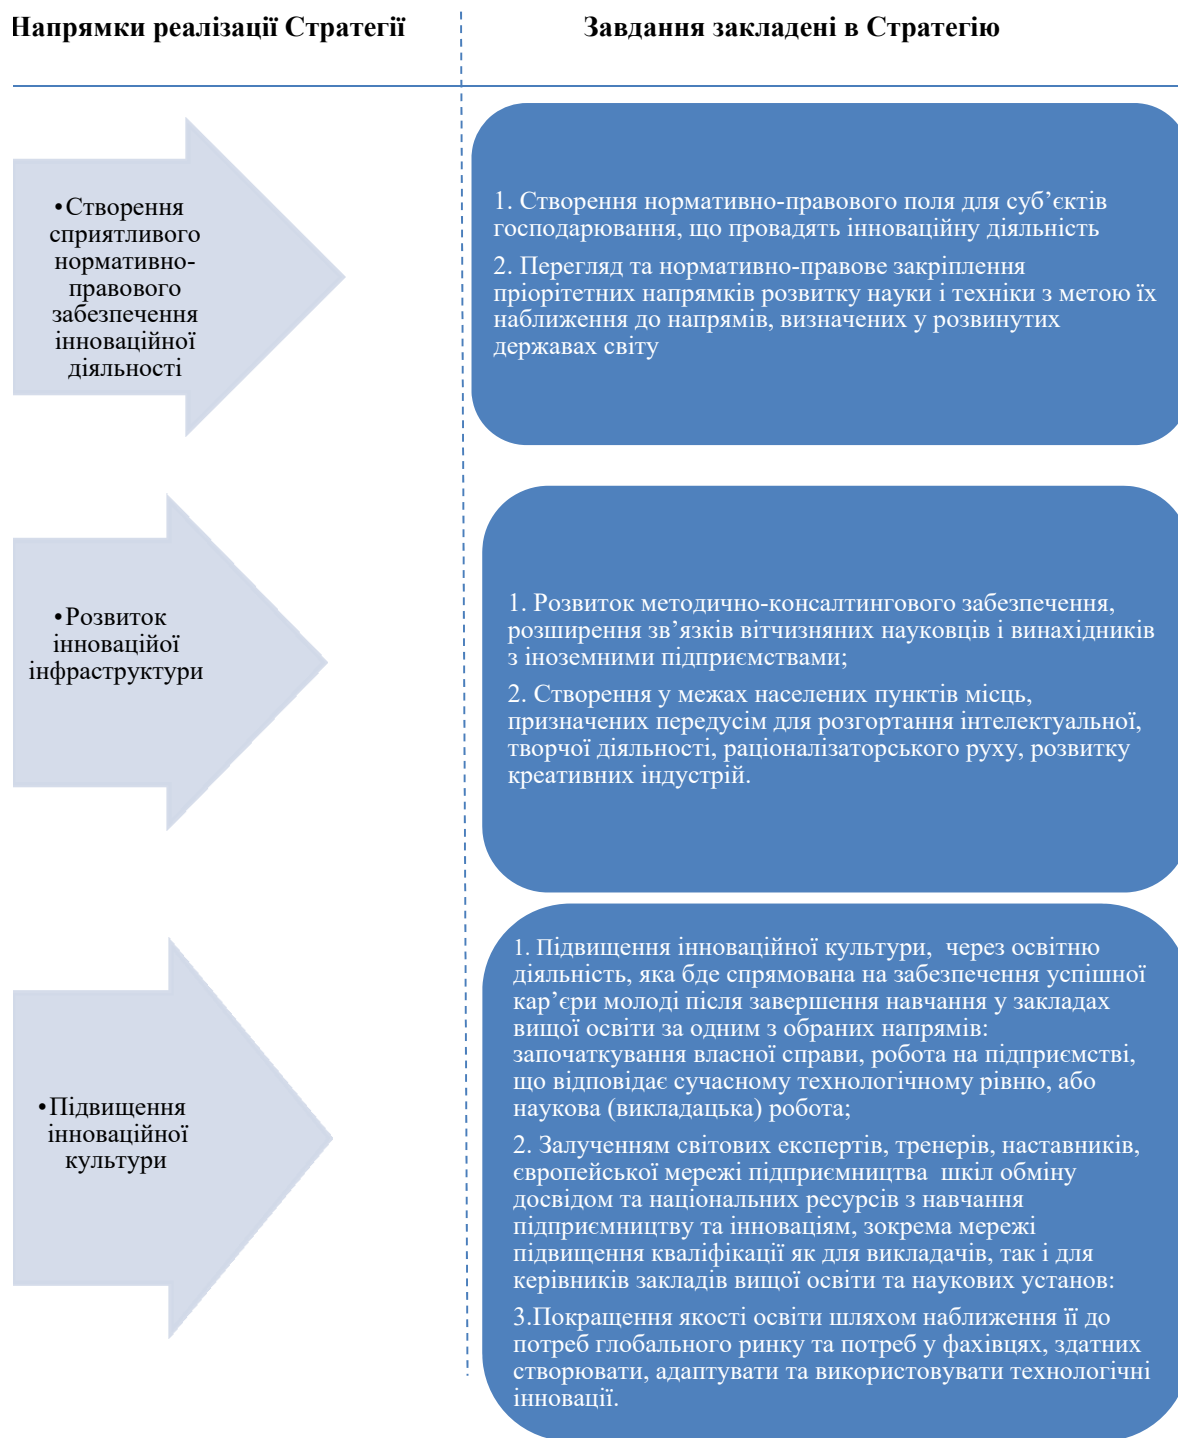 Напрямки реалізації Стратегії
Завдання закладені в Стратегію
•Створення
сприятливого
нормативно-
правового
забезпечення
інноваційної
діяльності
1. Створення нормативно-правового поля для суб’єктів
господарювання, що провадять інноваційну діяльність
2. Перегляд та нормативно-правове закріплення
пріорітетних напрямків розвитку науки і техніки з метою їх
наближення до напрямів, визначених у розвинутих
державах світу
•Розвиток
інноваційої
інфраструктури
1. Розвиток методично-консалтингового забезпечення,
розширення зв’язків вітчизняних науковців і винахідників
з іноземними підприємствами;
2. Створення у межах населених пунктів місць,
призначених передусім для розгортання інтелектуальної,
творчої діяльності, раціоналізаторського руху, розвитку
креативних індустрій.
•Підвищення
інноваційної
культури
1. Підвищення інноваційної культури,  через освітню
діяльність, яка бде спрямована на забезпечення успішної
кар’єри молоді після завершення навчання у закладах
вищої освіти за одним з обраних напрямів:
започаткування власної справи, робота на підприємстві,
що відповідає сучасному технологічному рівню, або
наукова (викладацька) робота;
2. Залученням світових експертів, тренерів, наставників,
європейської мережі підприємництва  шкіл обміну
досвідом та національних ресурсів з навчання
підприємництву та інноваціям, зокрема мережі
підвищення кваліфікації як для викладачів, так і для
керівників закладів вищої освіти та наукових установ:
3.Покращення якості освіти шляхом наближення її до
потреб глобального ринку та потреб у фахівцях, здатних
створювати, адаптувати та використовувати технологічні
інновації.